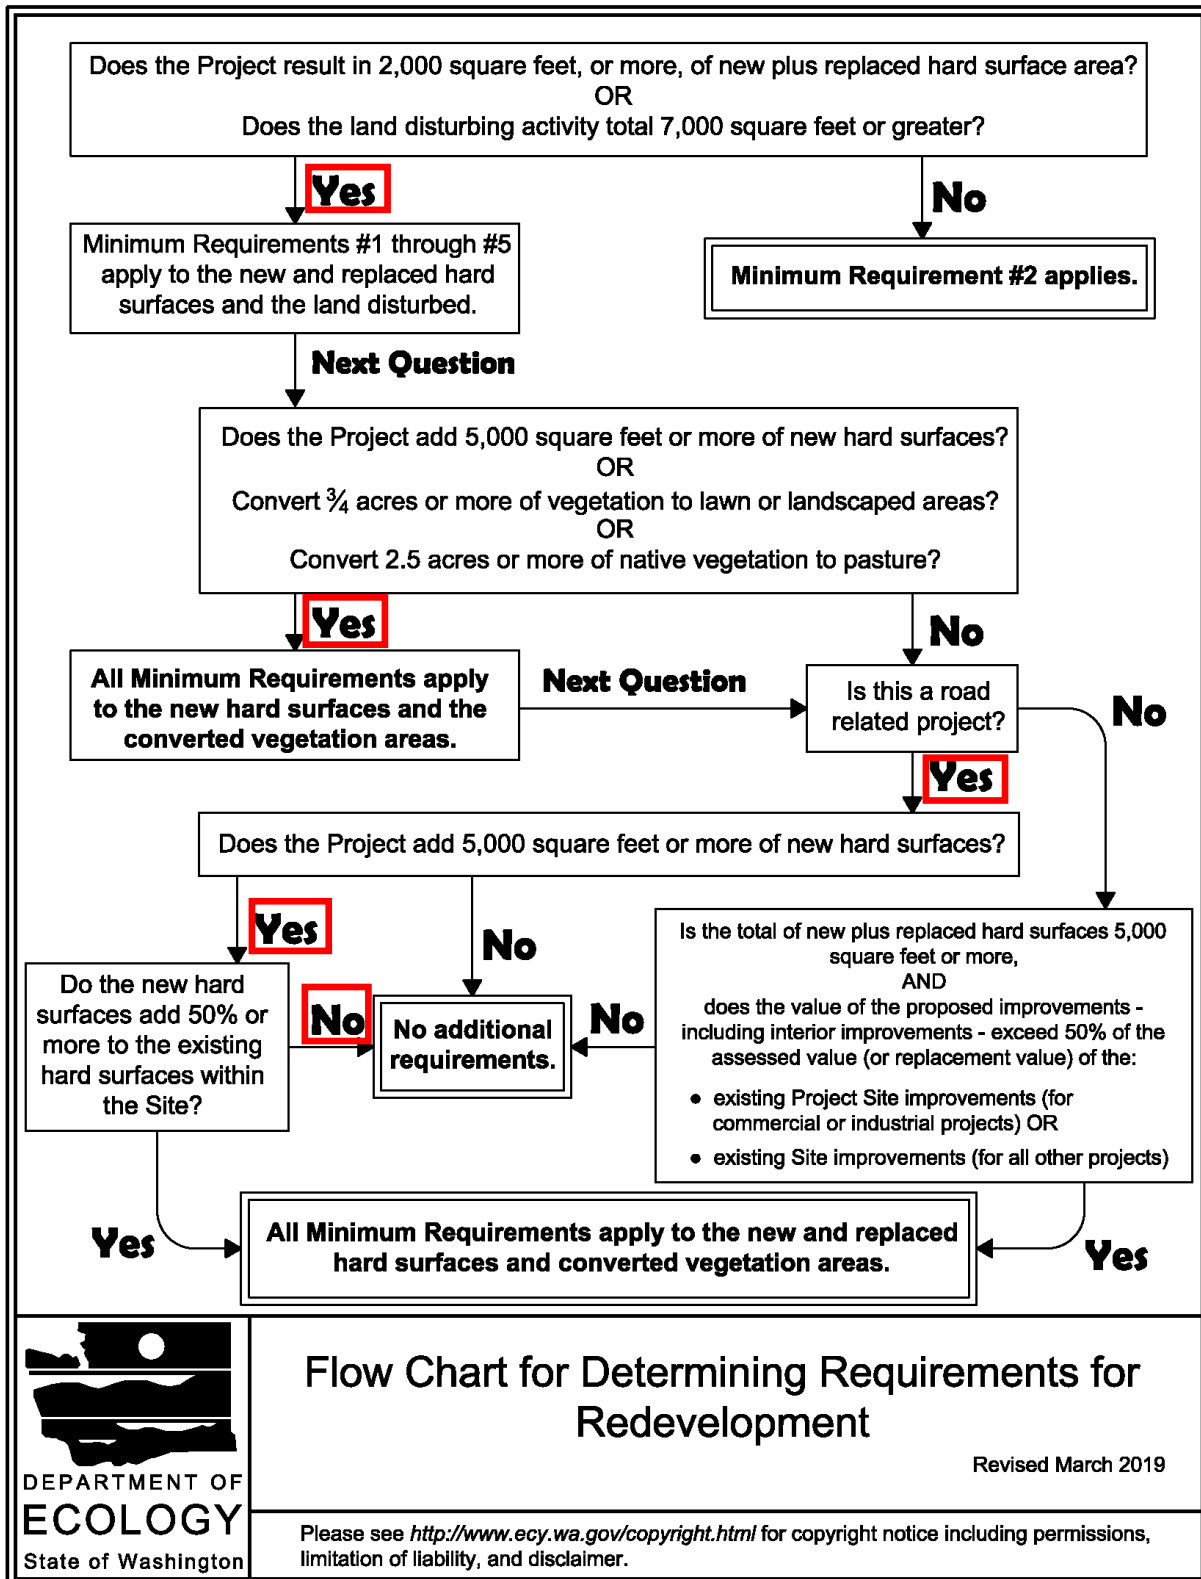 Does the Project result in 2,000 square feet, or more, of new plus replaced hard surface area?
OR
Does the land disturbing activity total 7,000 square feet or greater?
Yes
No
Minimum Requirements #1 through #5
apply to the new and replaced hard
surfaces and the land disturbed.
Minimum Requirement #2 applies.
Next Question
Does the Project add 5,000 square feet or more of new hard surfaces?
OR
Convert ¾ acres or more of vegetation to lawn or landscaped areas?
OR
Convert 2.5 acres or more of native vegetation to pasture?
Yes
No
All Minimum Requirements apply
to the new hard surfaces and the
converted vegetation areas.
Next Question
Is this a road
related project?
No
Yes
Does the Project add 5,000 square feet or more of new hard surfaces?
Yes
No
Do the new hard
surfaces add 50% or
more to the existing
hard surfaces within
the Site?
No
No additional
requirements.
No
Is the total of new plus replaced hard surfaces 5,000
square feet or more,
AND
does the value of the proposed improvements -
including interior improvements - exceed 50% of the
assessed value (or replacement value) of the:
• existing Project Site improvements (for
commercial or industrial projects) OR
• existing Site improvements (for all other projects)
Yes
All Minimum Requirements apply to the new and replaced
hard surfaces and converted vegetation areas.
Yes
DEPARTMENT OF
ECOLOGY
State of Washington
Flow Chart for Determining Requirements for
Redevelopment
Revised March 2019
Please see http://www.ecy.wa.gov/copyright.html for copyright notice including permissions,
limitation of liability, and disclaimer.